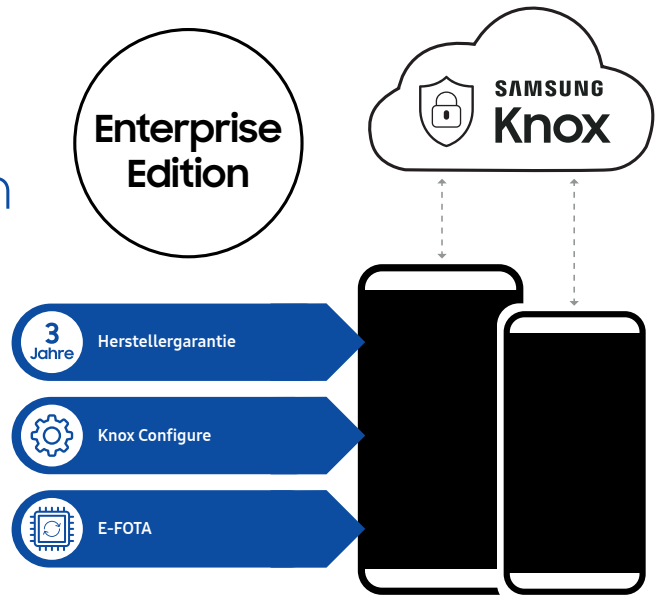 Enterprise
Edition
SAMSUNG
Knox
3
Jahre
Herstellergarantie
Knox Configure
E-FOTA